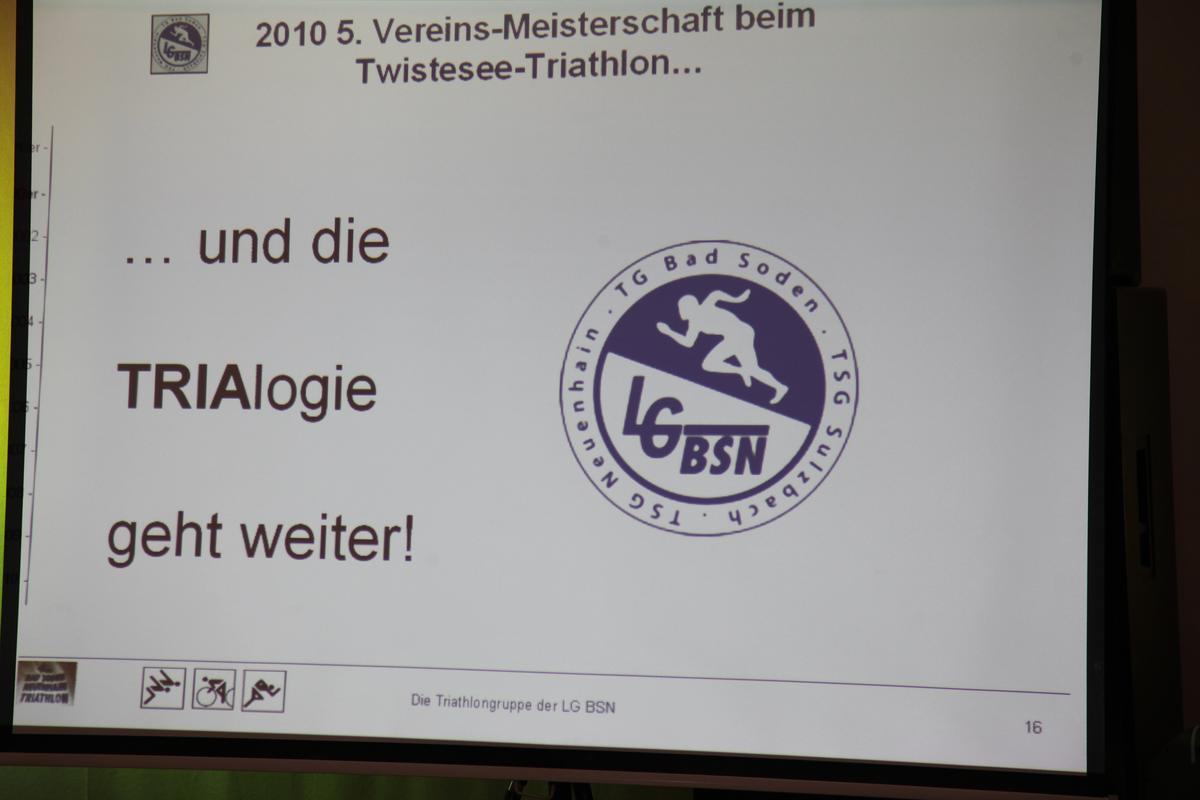 2010 5. Vereins-Meisterschaft beim
Twistesee-Triathlon...
... und die
TRIAlogie
geht weiter!
TG Bad Soden · TSG Sulzbach · TSG Neuenhain ·
LG BSN
TRIATHLON
Die Triathlongruppe der LG BSN
16